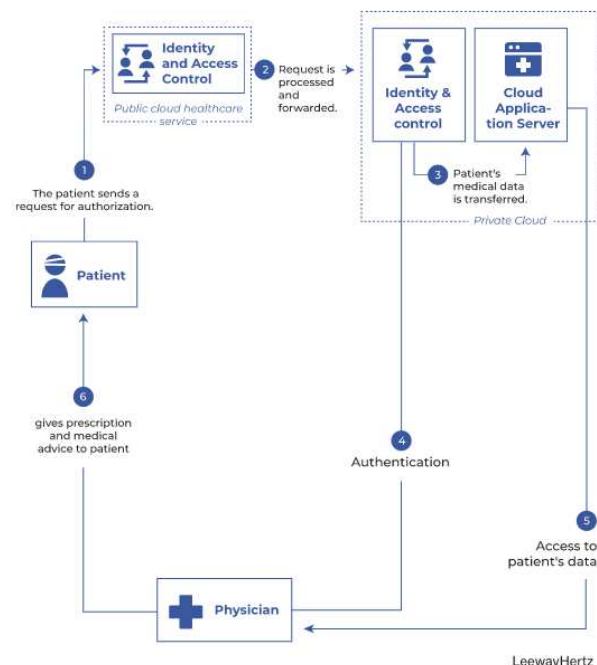 Identity
and Access
Control
Public cloud healthcare
service
2
Request is
processed
and
forwarded.
Identity &
Access
control
Cloud
Applica-
tion Server
3
Patient's
medical data
is transferred.
Private Cloud
1
The patient sends a
request for authorization.
Patient
6
gives prescription
and medical
advice to patient
4
Authentication
5
Access to
patient's data
Physician
LeewayHertz